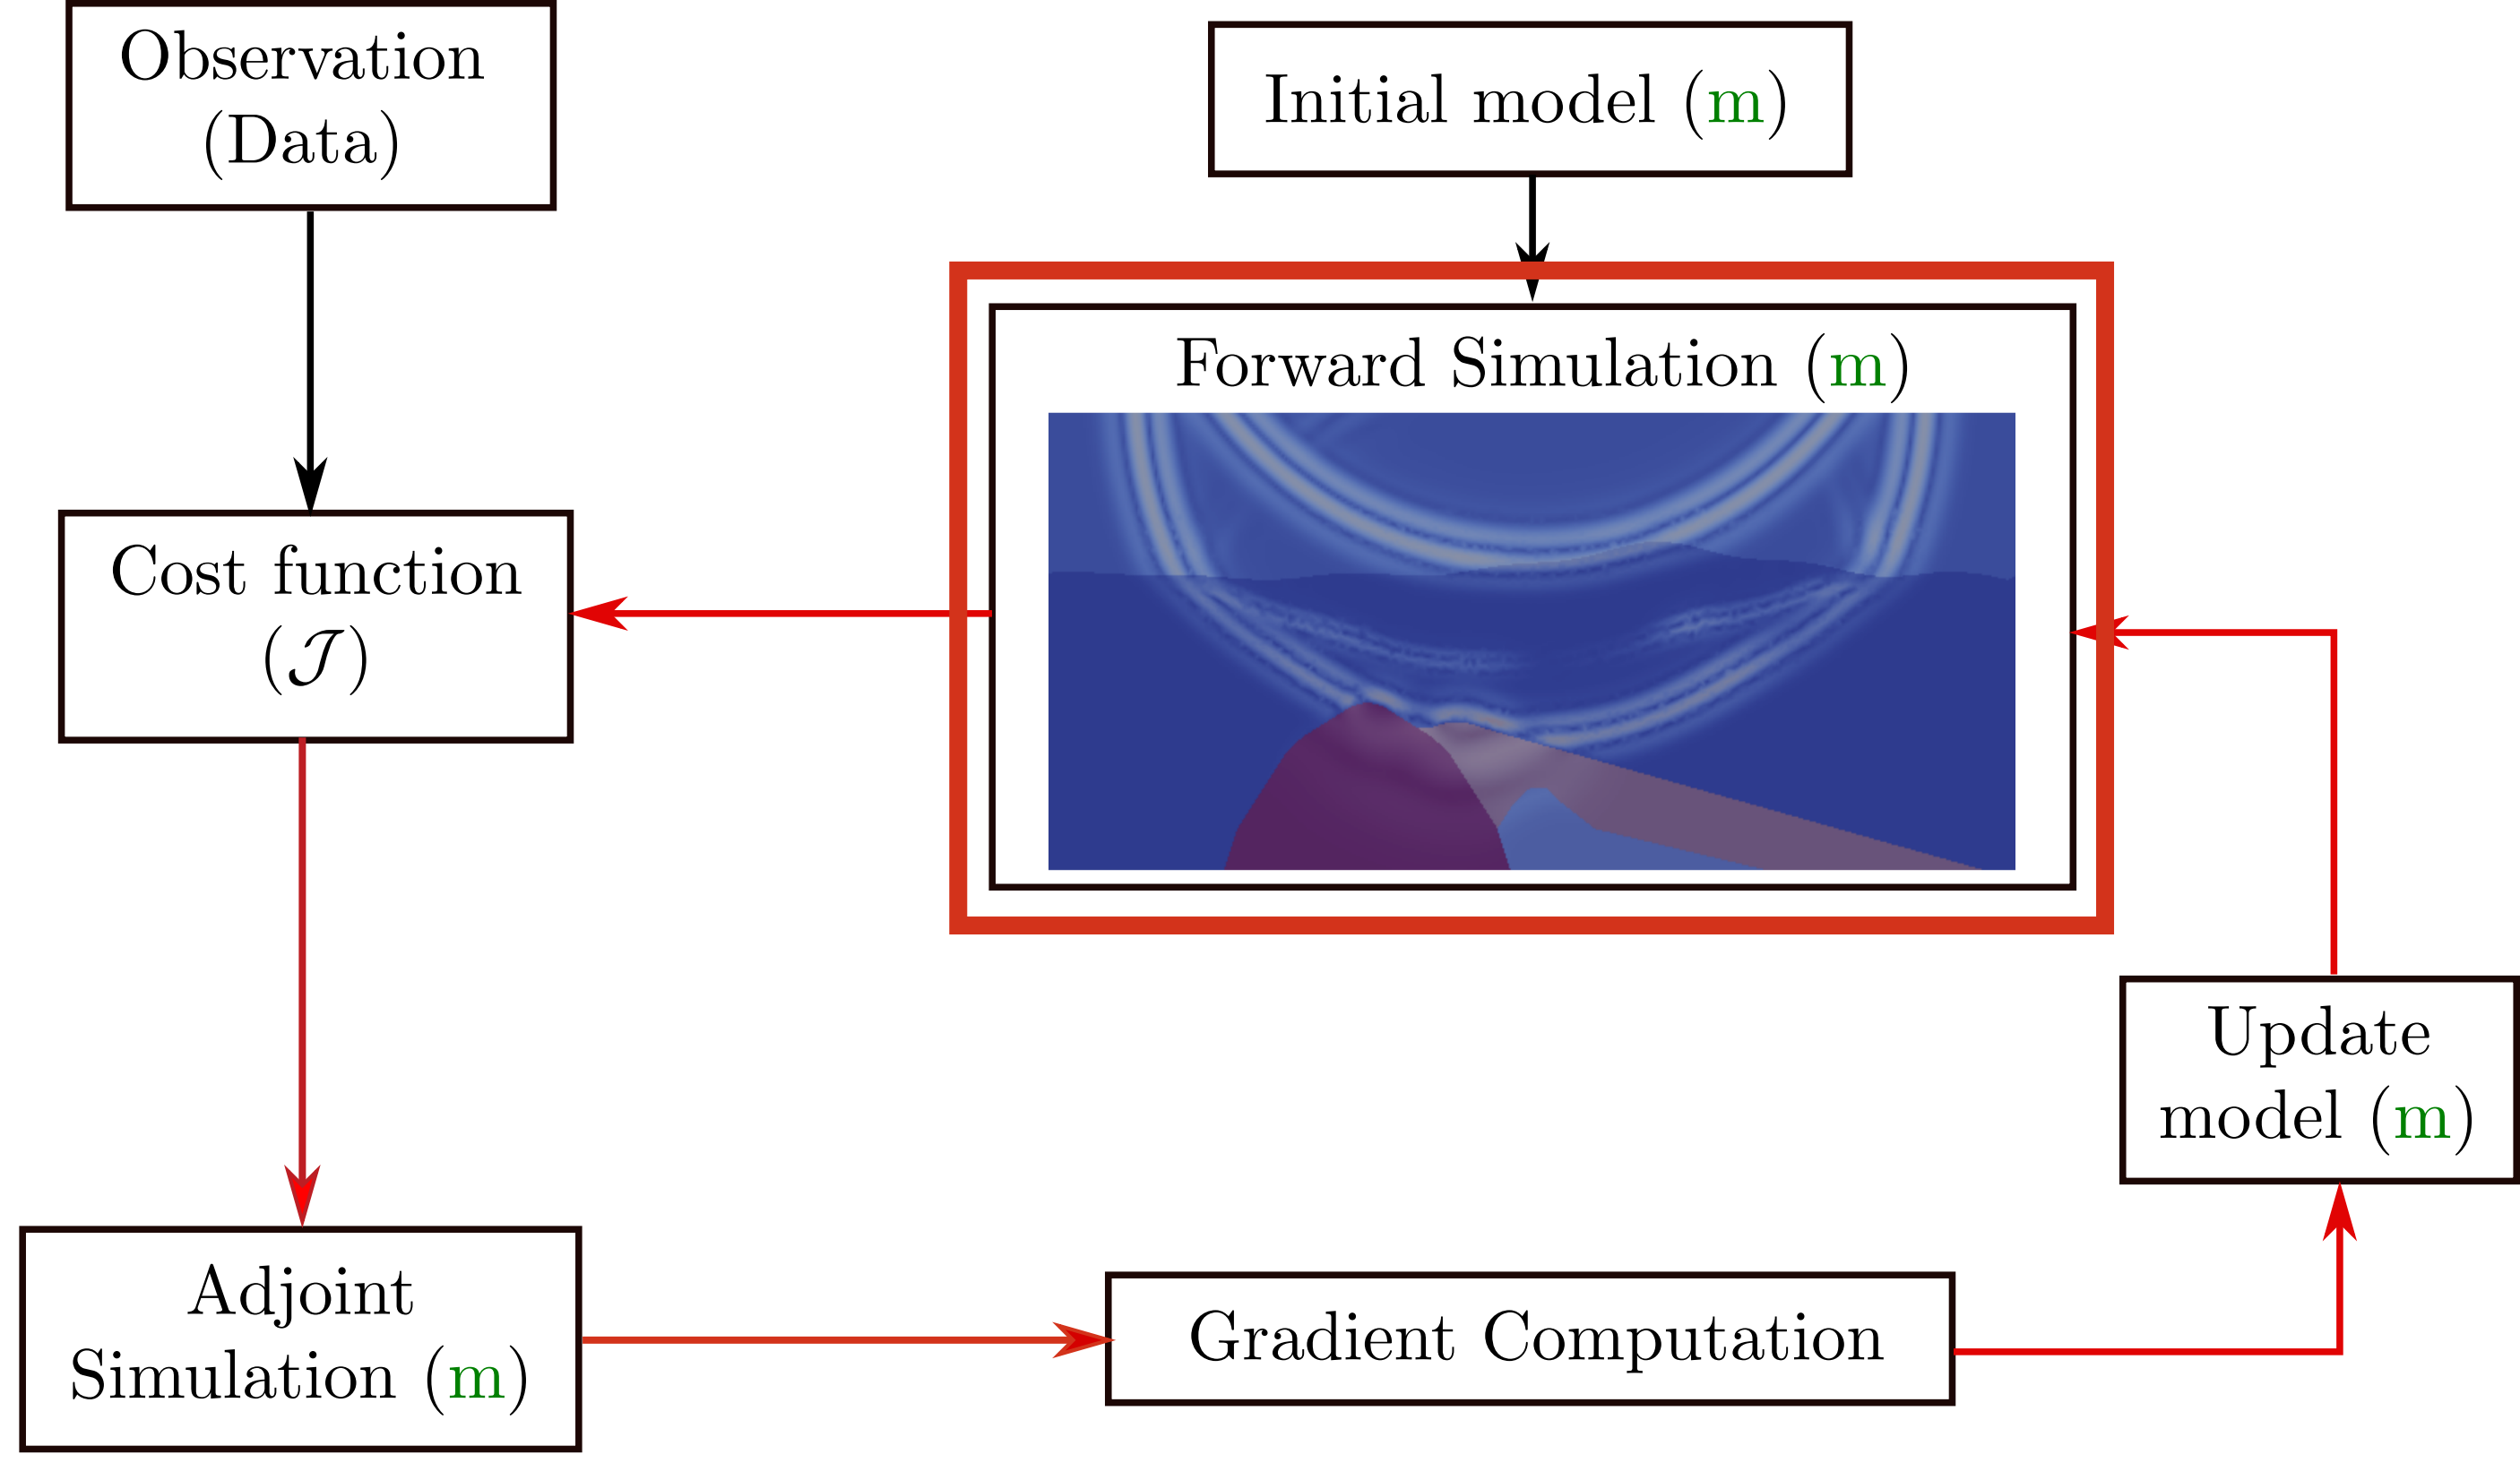 Observation
(Data)
Initial model (m)
Forward Simulation (m)
Cost function
(𝒥)
Update
model (m)
Adjoint
Simulation (m)
Gradient Computation